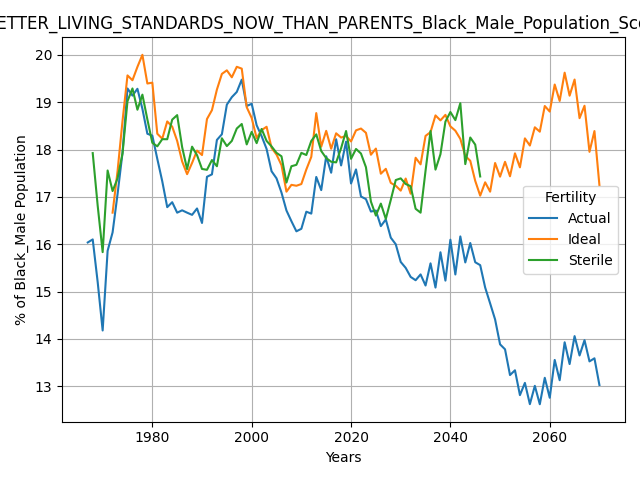 ETTER_LIVING_STANDARDS_NOW_THAN_PARENTS_Black_Male_Population_Sc
20
19
18
17
16
15
14
13
% of Black_Male Population
Fertility
Actual
Ideal
Sterile
1980
2000
2020
2040
2060
Years